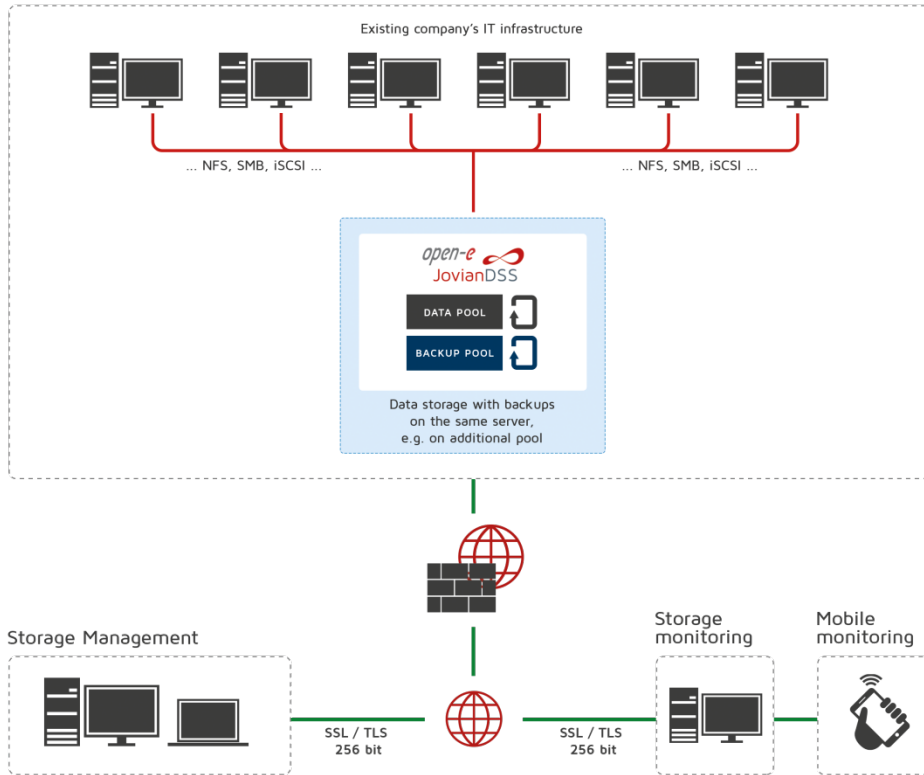 Existing company's IT infrastructure
... NFS, SMB, iSCSI ...
... NFS, SMB, iSCSI ...
open-e
JovianDSS
DATA POOL
BACKUP POOL
Data storage with backups
on the same server,
e.g. on additional pool
Storage Management
Storage
monitoring
Mobile
monitoring
SSL / TLS
256 bit
SSL / TLS
256 bit